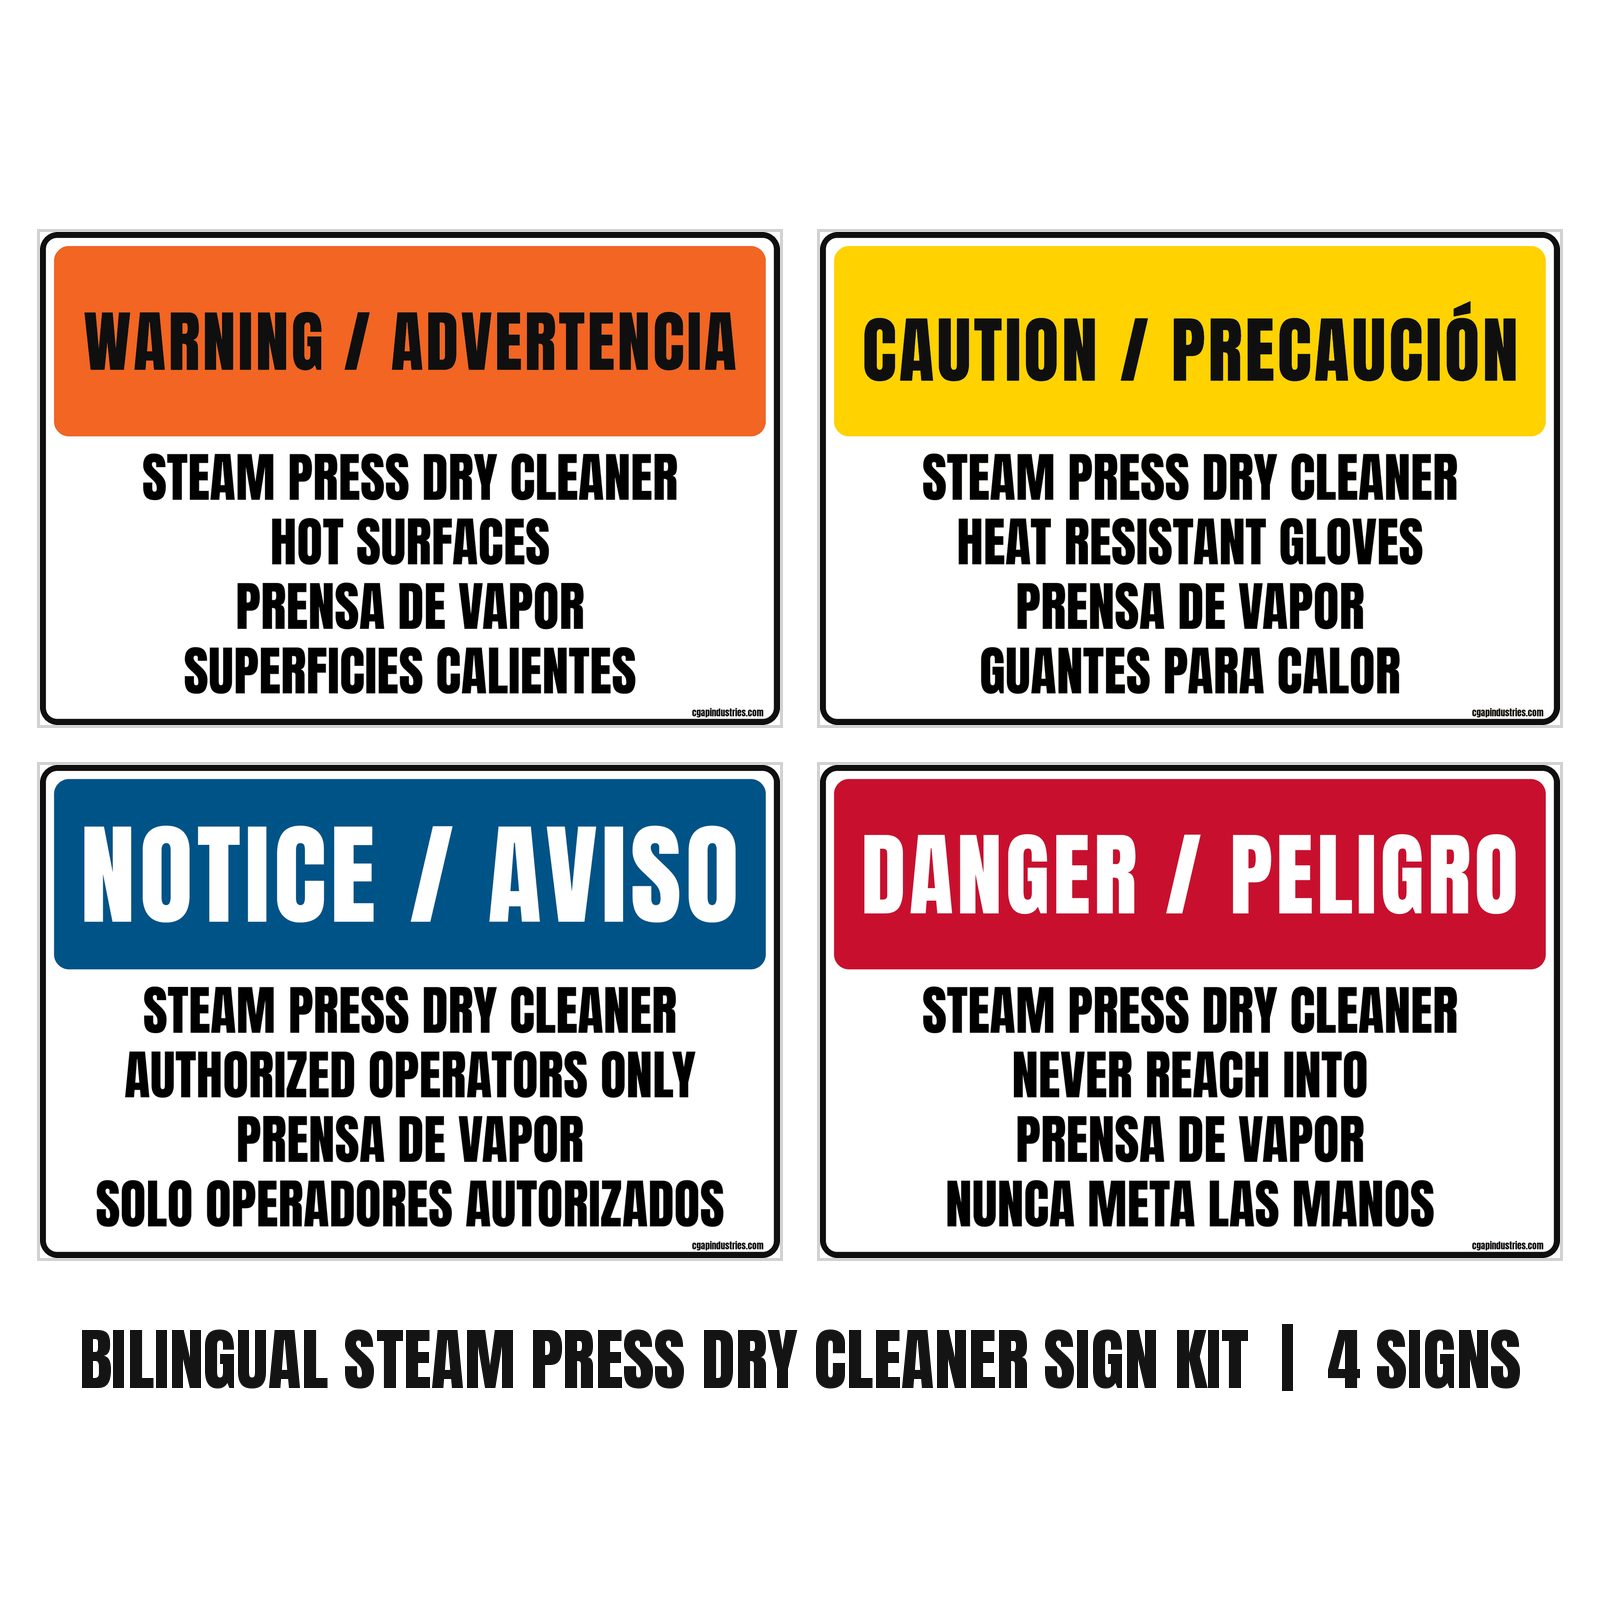 WARNING / ADVERTENCIA
STEAM PRESS DRY CLEANER
HOT SURFACES
PRENSA DE VAPOR
SUPERFICIES CALIENTES
cgapindustries.com
CAUTION / PRECAUCIÓN
STEAM PRESS DRY CLEANER
HEAT RESISTANT GLOVES
PRENSA DE VAPOR
GUANTES PARA CALOR
cgapindustries.com
NOTICE / AVISO
STEAM PRESS DRY CLEANER
AUTHORIZED OPERATORS ONLY
PRENSA DE VAPOR
SOLO OPERADORES AUTORIZADOS
cgapindustries.com
DANGER / PELIGRO
STEAM PRESS DRY CLEANER
NEVER REACH INTO
PRENSA DE VAPOR
NUNCA META LAS MANOS
cgapindustries.com
BILINGUAL STEAM PRESS DRY CLEANER SIGN KIT | 4 SIGNS